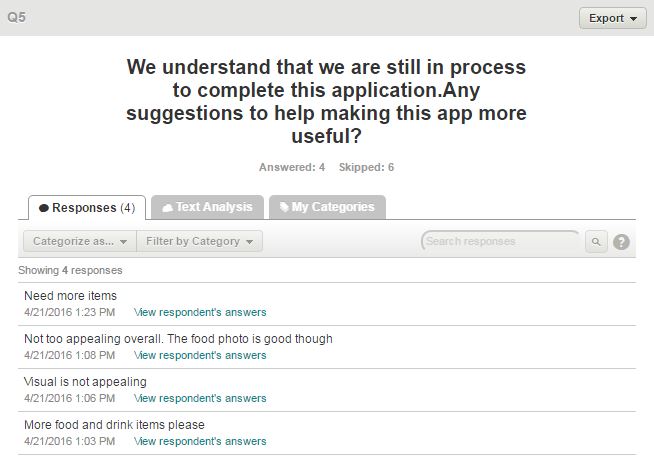 Q5
Export
We understand that we are still in process
to complete this application.Any
suggestions to help making this app more
useful?
Answered: 4 Skipped: 6
Responses (4) Text Analysis My Categories
Categorize as... Filter by Category Search responses ?
Showing 4 responses
Need more items
4/21/2016 1:23 PM View respondent's answers
Not too appealing overall. The food photo is good though
4/21/2016 1:08 PM View respondent's answers
Visual is not appealing
4/21/2016 1:06 PM View respondent's answers
More food and drink items please
4/21/2016 1:03 PM View respondent's answers